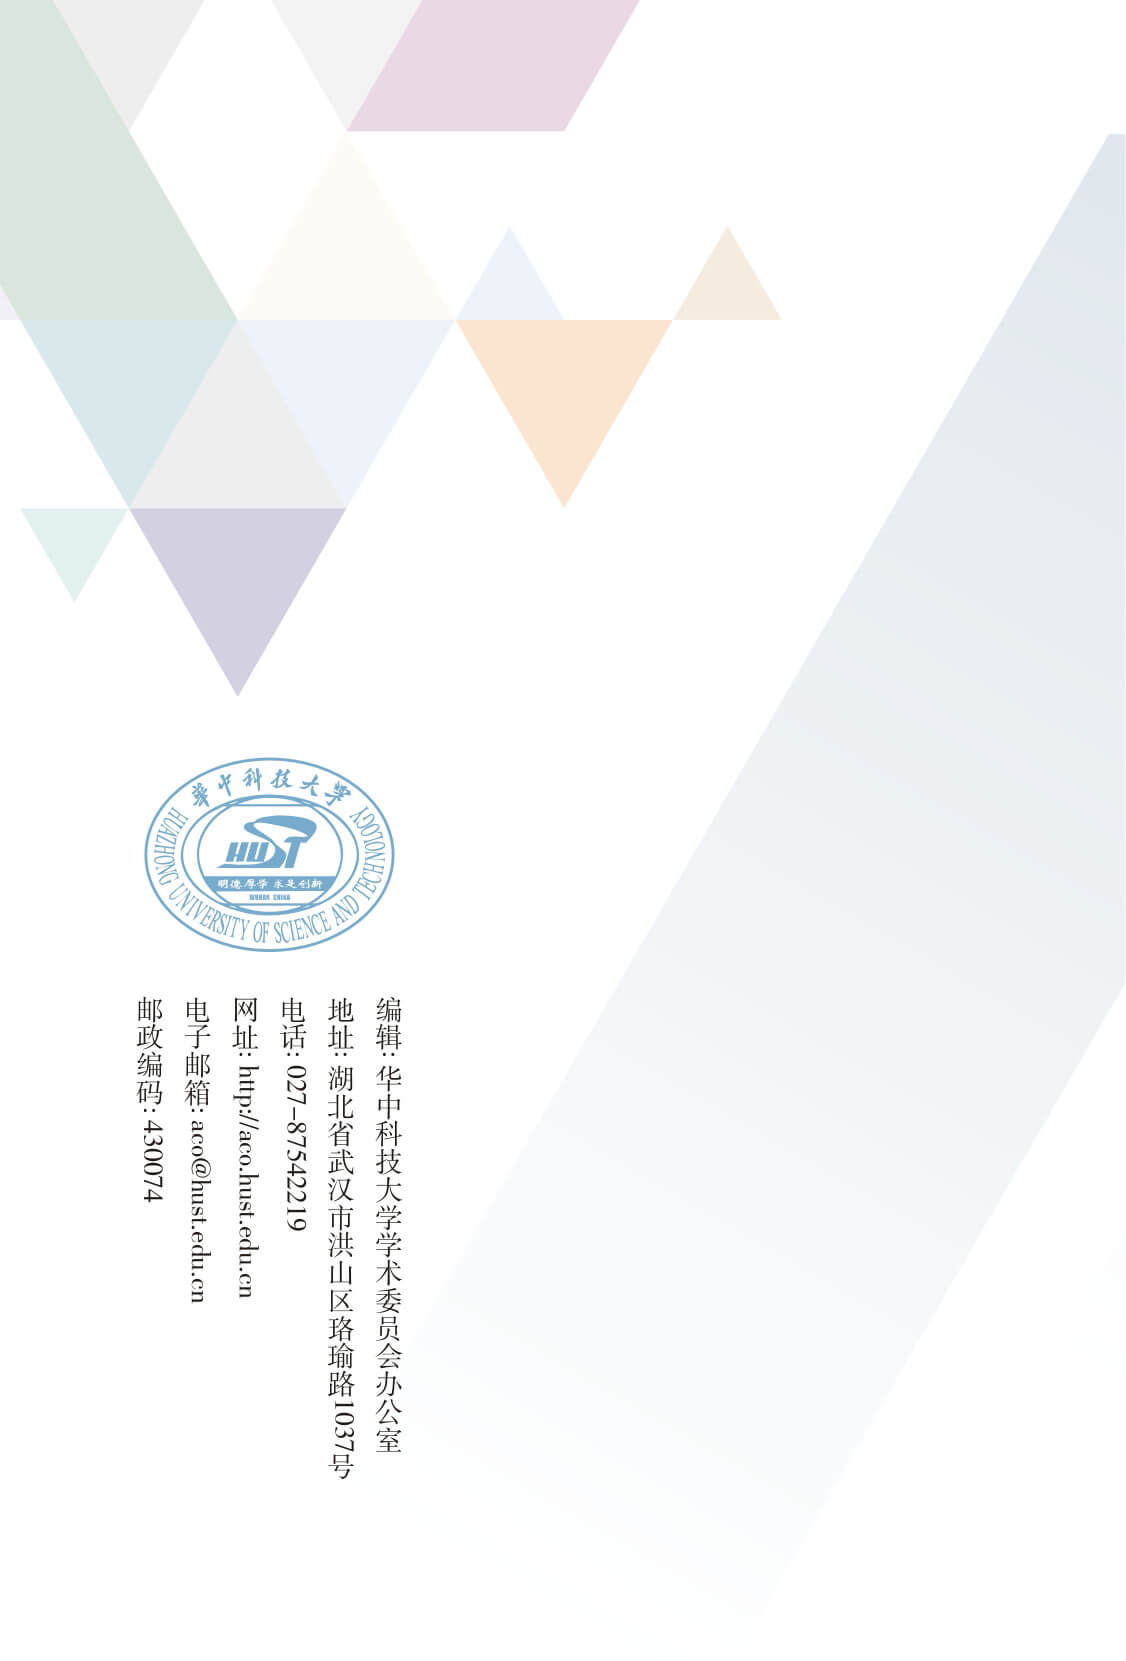 華中科技大学
HUAZHONG UNIVERSITY OF SCIENCE AND TECHNOLOGY
HUST
明德厚学 求是创新
WUHAN CHINA
编辑:华中科技大学学术委员会办公室
地址:湖北省武汉市洪山区珞瑜路1037号
电话:027-87542219
网址:http://aco.hust.edu.cn
电子邮箱:aco@hust.edu.cn
邮政编码:430074